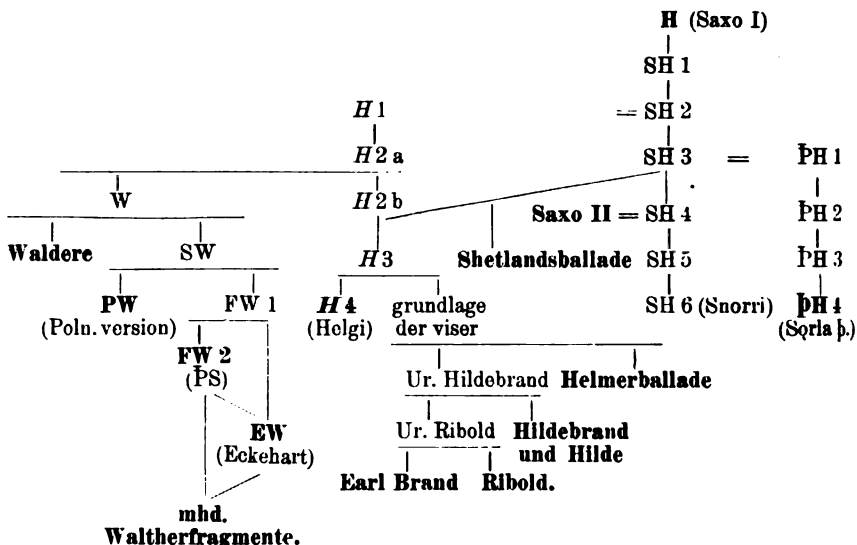 H (Saxo I)
SH 1
H 1 = SH 2
H 2 a SH 3 = ÞH 1
W H 2 b Saxo II = SH 4 ÞH 2
Waldere SW H 3 Shetlandsballade SH 5 ÞH 3
PW FW 1 H 4 grundlage SH 6 (Snorri) ÞH 4
(Poln. version) (Helgi) der viser (Sǫrla þ.)
FW 2
(ÞS) Ur. Hildebrand Helmerballade
EW Ur. Ribold Hildebrand
(Eckehart) und Hilde
Earl Brand Ribold.
mhd.
Waltherfragmente.